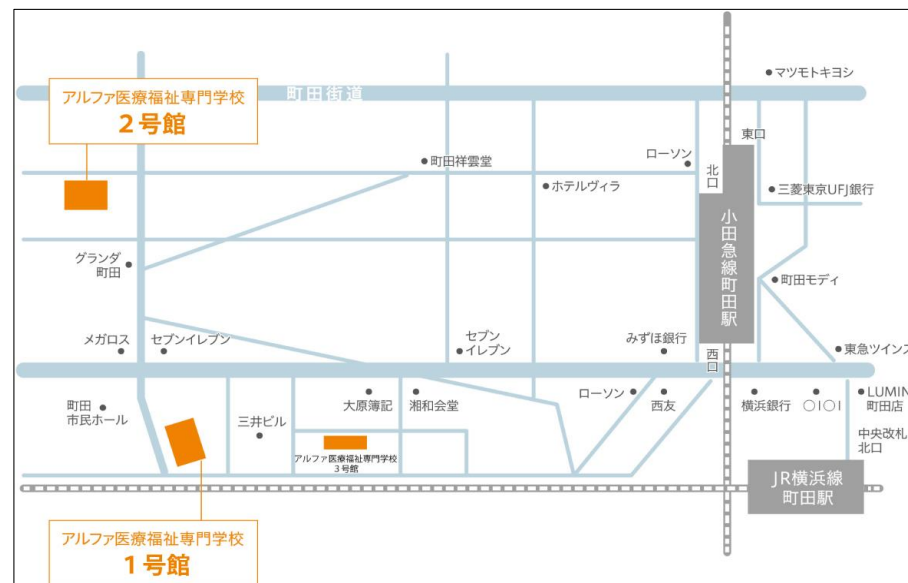 マツモトキヨシ
アルファ医療福祉専門学校
2号館
町田街道
東口
ローソン
町田祥雲堂
北口
ホテルヴィラ
三菱東京UFJ銀行
小田急線町田駅
グランダ
町田
町田モディ
メガロス
セブンイレブン
セブン
イレブン
みずほ銀行
西口
東急ツインズ
町田
市民ホール
三井ビル
大原簿記
湘和会堂
ローソン
西友
横浜銀行
○I○I
LUMIN
町田店
中央改札
北口
アルファ医療福祉専門学校
3号館
JR横浜線
町田駅
アルファ医療福祉専門学校
1号館